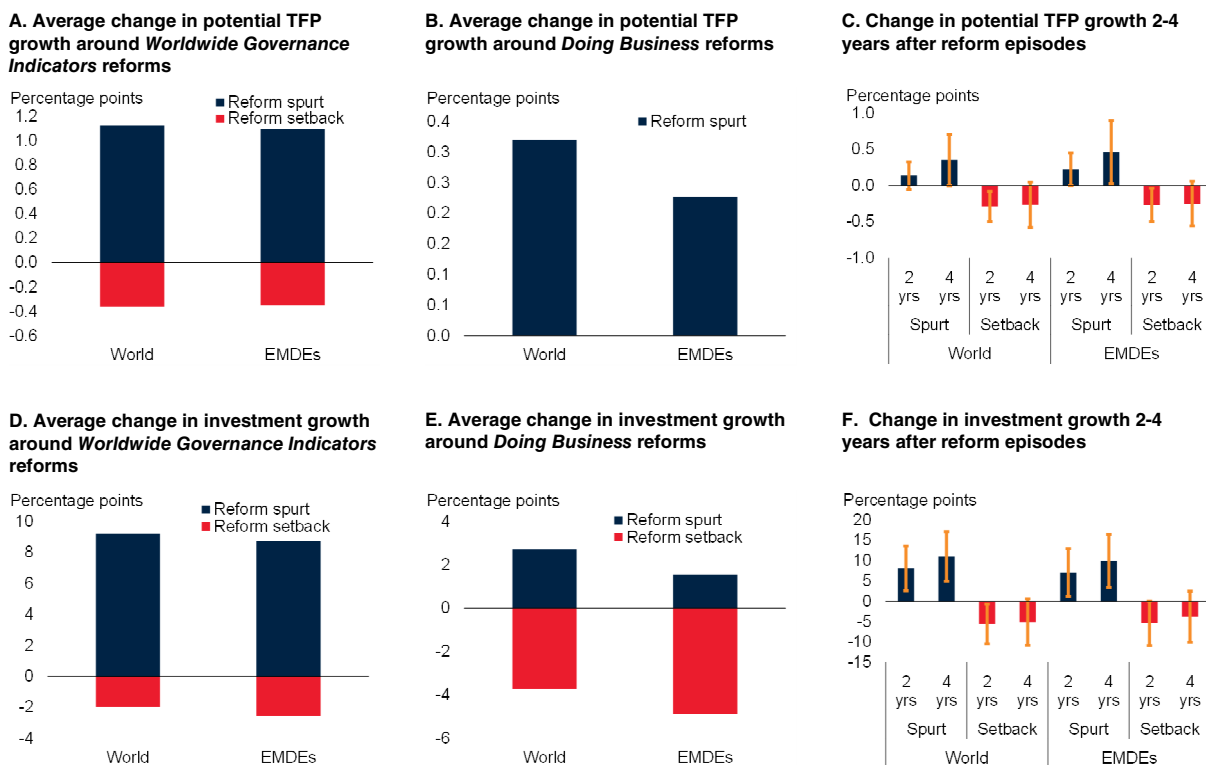 A. Average change in potential TFP
growth around Worldwide Governance
Indicators reforms
Percentage points
Reform spurt
Reform setback
1.2
1.0
0.8
0.6
0.4
0.2
0.0
-0.2
-0.4
-0.6
World EMDEs
B. Average change in potential TFP
growth around Doing Business reforms
Percentage points
Reform spurt
0.4
0.3
0.3
0.2
0.2
0.1
0.1
0.0
World EMDEs
C. Change in potential TFP growth 2-4
years after reform episodes
Percentage points
1.0
0.5
0.0
-0.5
-1.0
2 4 2 4 2 4 2 4
yrs yrs yrs yrs yrs yrs yrs yrs
Spurt Setback Spurt Setback
World EMDEs
D. Average change in investment growth
around Worldwide Governance Indicators
reforms
Percentage points
Reform spurt
Reform setback
10
8
6
4
2
0
-2
-4
World EMDEs
E. Average change in investment growth
around Doing Business reforms
Percentage points
Reform spurt
Reform setback
4
2
0
-2
-4
-6
World EMDEs
F. Change in investment growth 2-4
years after reform episodes
Percentage points
20
15
10
5
0
-5
-10
-15
2 4 2 4 2 4 2 4
yrs yrs yrs yrs yrs yrs yrs yrs
Spurt Setback Spurt Setback
World EMDEs